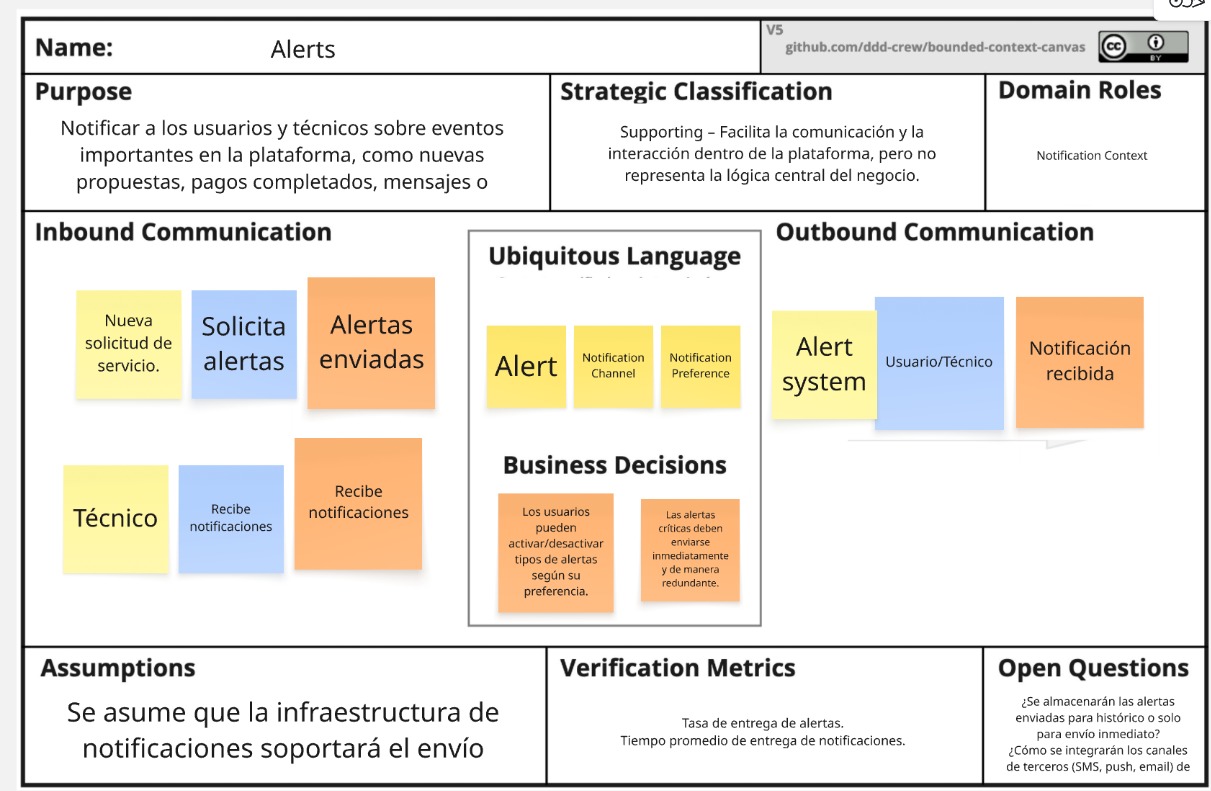 Name:
Alerts
V5
github.com/ddd-crew/bounded-context-canvas
cc
BY
Purpose
Notificar a los usuarios y técnicos sobre eventos
importantes en la plataforma, como nuevas
propuestas, pagos completados, mensajes o
Strategic Classification
Supporting – Facilita la comunicación y la
interacción dentro de la plataforma, pero no
representa la lógica central del negocio.
Domain Roles
Notification Context
Inbound Communication
Nueva
solicitud de
servicio.
Solicita
alertas
Alertas
enviadas
Técnico
Recibe
notificaciones
Recibe
notificaciones
Ubiquitous Language
Alert
Notification
Channel
Notification
Preference
Business Decisions
Los usuarios
pueden
activar/desactivar
tipos de alertas
según su
preferencia.
Las alertas
críticas deben
enviarse
inmediatamente
y de manera
redundante.
Outbound Communication
Alert
system
Usuario/Técnico
Notificación
recibida
Assumptions
Se asume que la infraestructura de
notificaciones soportará el envío
Verification Metrics
Tasa de entrega de alertas.
Tiempo promedio de entrega de notificaciones.
Open Questions
¿Se almacenarán las alertas
enviadas para histórico o solo
para envío inmediato?
¿Cómo se integrarán los canales
de terceros (SMS, push, email) de